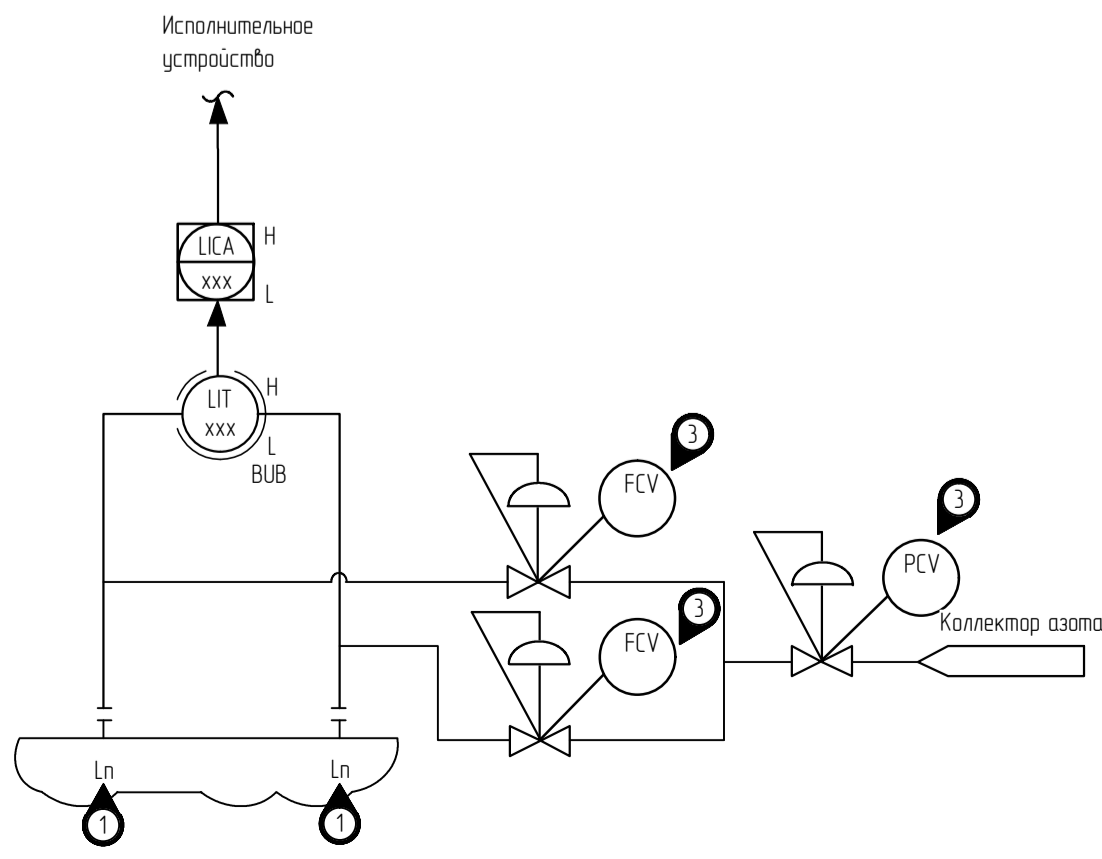 Исполнительное
устройство
LICA
xxx
H
L
LIT
xxx
H
L
BUB
FCV
3
FCV
3
PCV
3
Коллектор азота
Ln
Ln
1
1